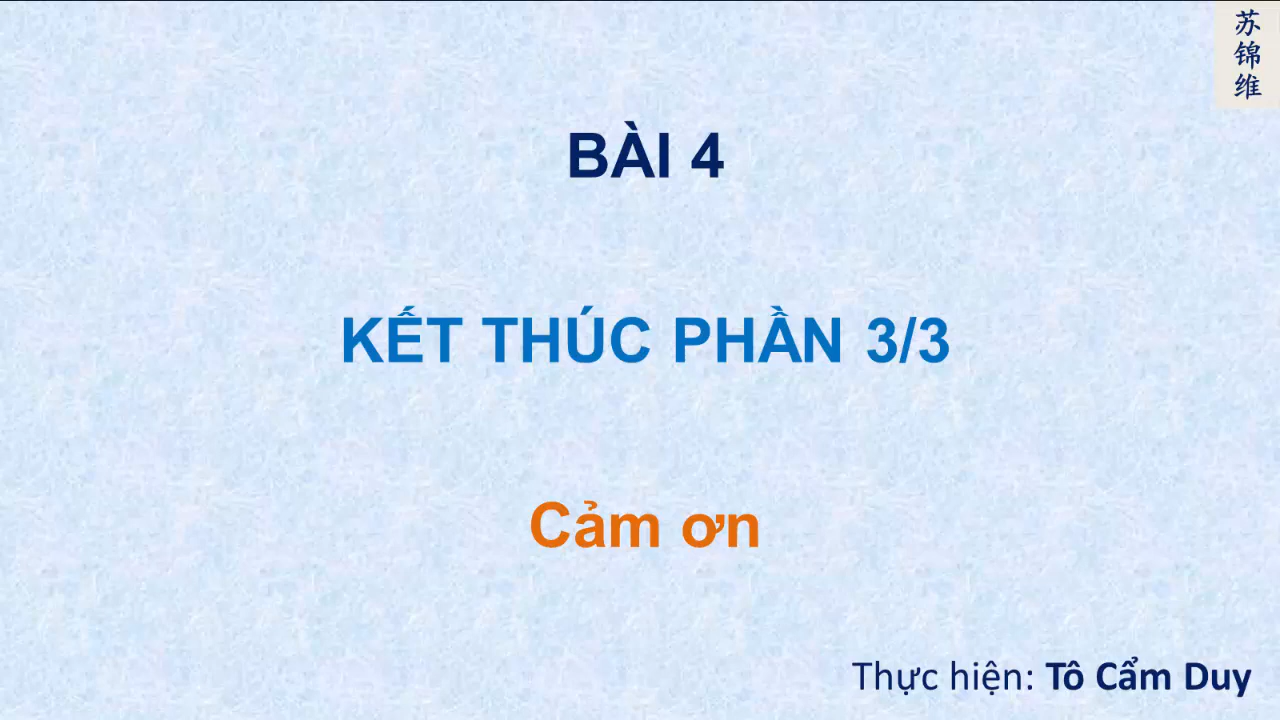 苏锦维
BÀI 4
KẾT THÚC PHẦN 3/3
Cảm ơn
Thực hiện: Tô Cẩm Duy